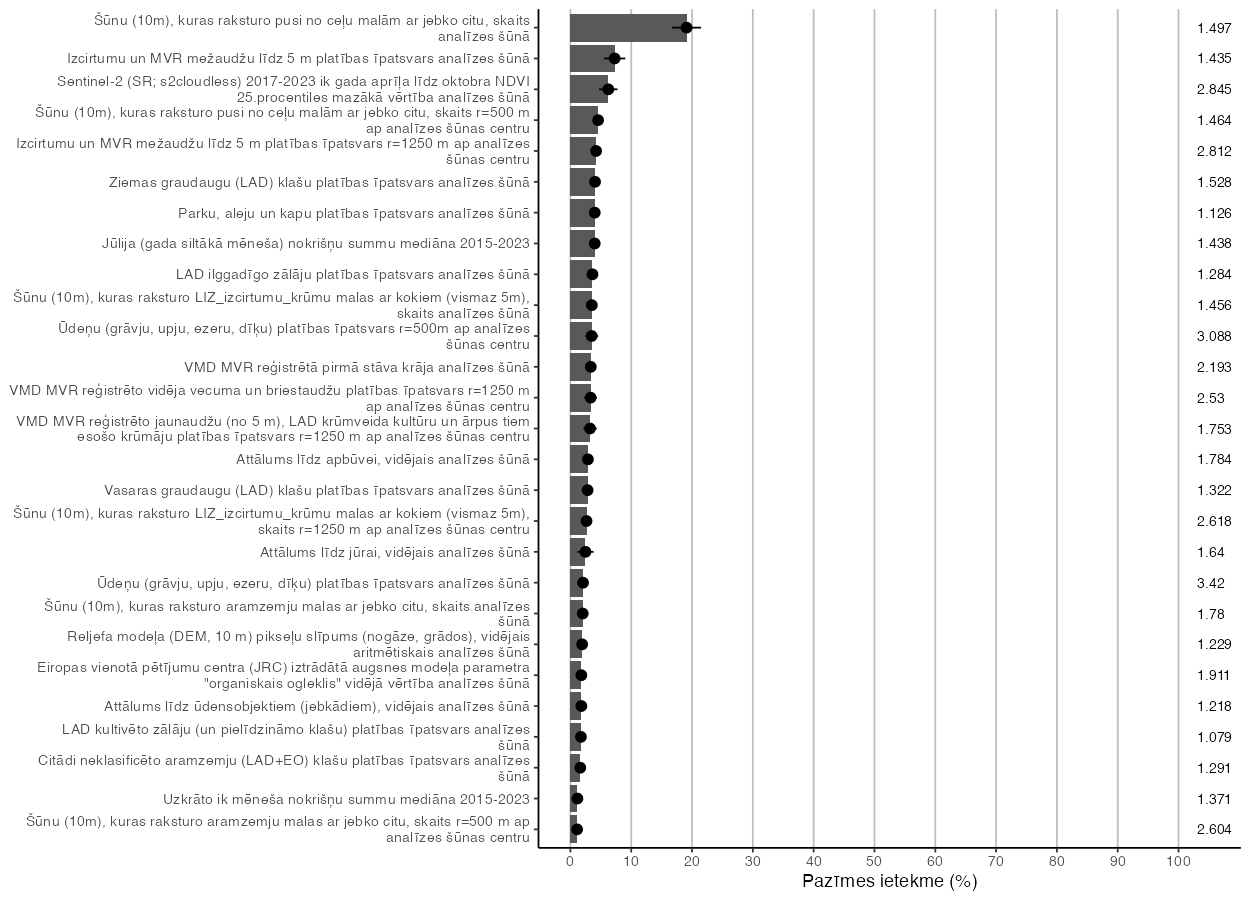 Šūnu (10m), kuras raksturo pusi no ceļu malām ar jebko citu, skaits
analīzes šūnā
1.497
Izcirtumu un MVR mežaudžu līdz 5 m platības īpatsvars analīzes šūnā
1.435
Sentinel-2 (SR; s2cloudless) 2017-2023 ik gada aprīļa līdz oktobra NDVI
25.procentiles mazākā vērtība analīzes šūnā
2.845
Šūnu (10m), kuras raksturo pusi no ceļu malām ar jebko citu, skaits r=500 m
ap analīzes šūnas centru
1.464
Izcirtumu un MVR mežaudžu līdz 5 m platības īpatsvars r=1250 m ap analīzes
šūnas centru
2.812
Ziemas graudaugu (LAD) klašu platības īpatsvars analīzes šūnā
1.528
Parku, aleju un kapu platības īpatsvars analīzes šūnā
1.126
Jūlija (gada siltākā mēneša) nokrišņu summu mediāna 2015-2023
1.438
LAD ilggadīgo zālāju platības īpatsvars analīzes šūnā
1.284
Šūnu (10m), kuras raksturo LIZ_izcirtumu_krūmu malas ar kokiem (vismaz 5m),
skaits analīzes šūnā
1.456
Ūdeņu (grāvju, upju, ezeru, dīķu) platības īpatsvars r=500m ap analīzes
šūnas centru
3.088
VMD MVR reģistrētā pirmā stāva krāja analīzes šūnā
2.193
VMD MVR reģistrēto vidēja vecuma un briestaudžu platības īpatsvars r=1250 m
ap analīzes šūnas centru
2.53
VMD MVR reģistrēto jaunaudžu (no 5 m), LAD krūmveida kultūru un ārpus tiem
esošo krūmāju platības īpatsvars r=1250 m ap analīzes šūnas centru
1.753
Attālums līdz apbūvei, vidējais analīzes šūnā
1.784
Vasaras graudaugu (LAD) klašu platības īpatsvars analīzes šūnā
1.322
Šūnu (10m), kuras raksturo LIZ_izcirtumu_krūmu malas ar kokiem (vismaz 5m),
skaits r=1250 m ap analīzes šūnas centru
2.618
Attālums līdz jūrai, vidējais analīzes šūnā
1.64
Ūdeņu (grāvju, upju, ezeru, dīķu) platības īpatsvars analīzes šūnā
3.42
Šūnu (10m), kuras raksturo aramzemju malas ar jebko citu, skaits analīzes
šūnā
1.78
Reljefa modeļa (DEM, 10 m) pikseļu slīpums (nogāze, grādos), vidējais
aritmētiskais analīzes šūnā
1.229
Eiropas vienotā pētījumu centra (JRC) iztrādātā augsnes modeļa parametra
"organiskais ogleklis" vidējā vērtība analīzes šūnā
1.911
Attālums līdz ūdensobjektiem (jebkādiem), vidējais analīzes šūnā
1.218
LAD kultivēto zālāju (un pielīdzināmo klašu) platības īpatsvars analīzes
šūnā
1.079
Citādi neklasificēto aramzemju (LAD+EO) klašu platības īpatsvars analīzes
šūnā
1.291
Uzkrāto ik mēneša nokrišņu summu mediāna 2015-2023
1.371
Šūnu (10m), kuras raksturo aramzemju malas ar jebko citu, skaits r=500 m ap
analīzes šūnas centru
2.604
0 10 20 30 40 50 60 70 80 90 100
Pazīmes ietekme (%)